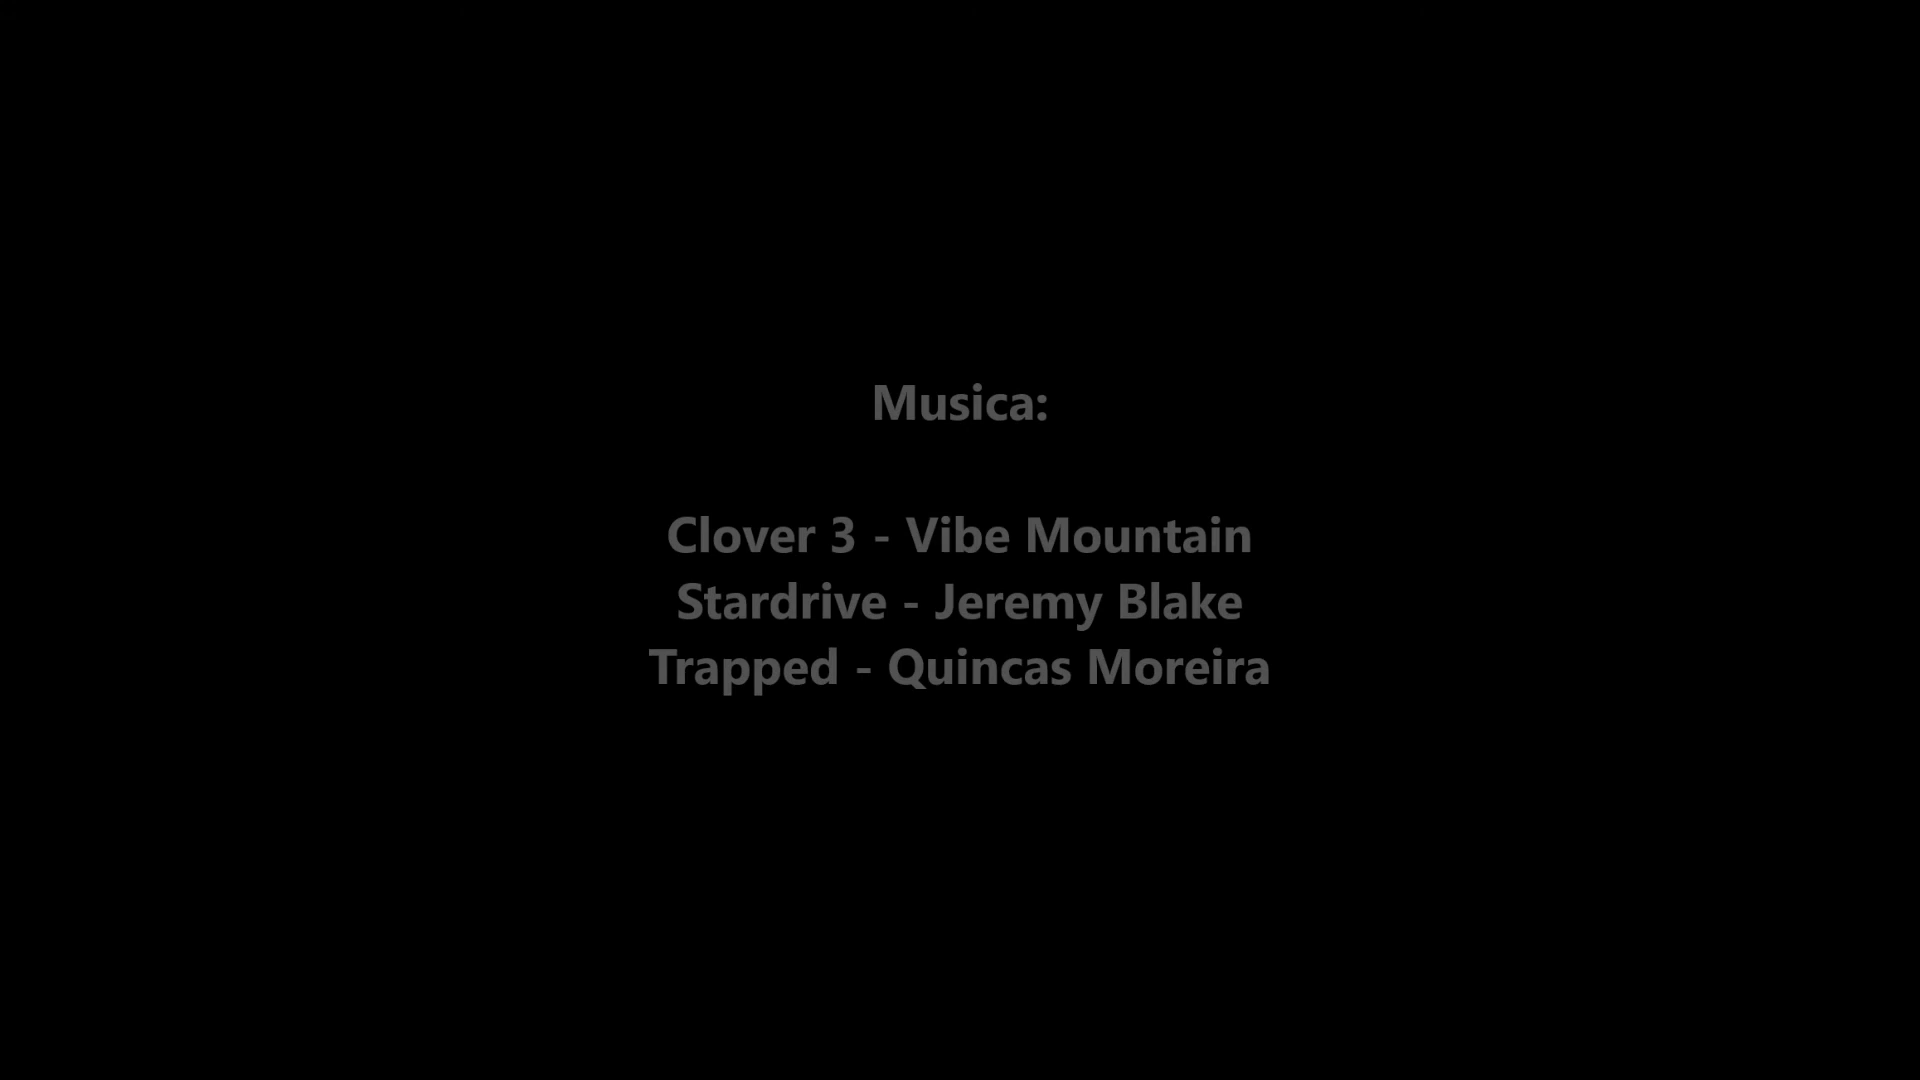 Musica:
Clover 3 - Vibe Mountain
Stardrive - Jeremy Blake
Trapped - Quincas Moreira